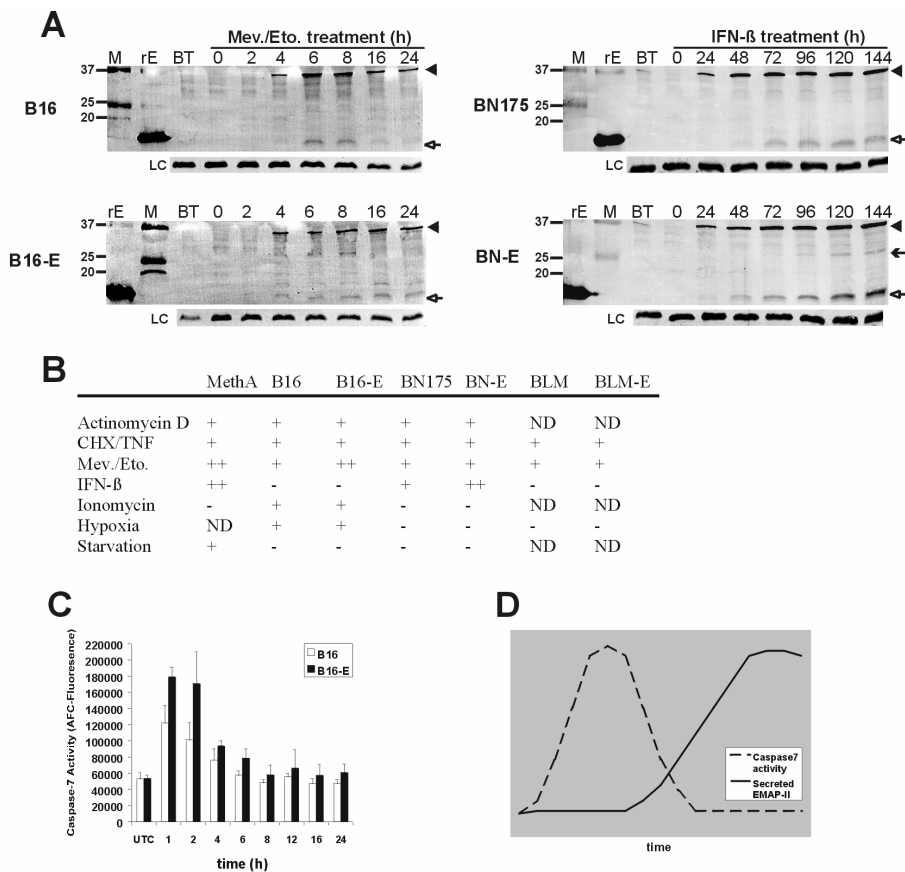 A
Mev./Eto. treatment (h)
M rE BT 0 2 4 6 8 16 24
37
25
20
B16
LC
IFN-ß treatment (h)
M rE BT 0 24 48 72 96 120 144
37
25
20
BN175
LC
rE M BT 0 2 4 6 8 16 24
37
25
20
B16-E
LC
rE M BT 0 24 48 72 96 120 144
37
25
20
BN-E
LC
B
MethA B16 B16-E BN175 BN-E BLM BLM-E
Actinomycin D + + + + + ND ND
CHX/TNF + + + + + + +
Mev./Eto. ++ + ++ + + + +
IFN-ß ++ - - + ++ - -
Ionomycin - + + - - ND ND
Hypoxia ND + + - - - -
Starvation + - - - - ND ND
C
Caspase-7 Activity (AFC-Fluoresence)
220000
200000
180000
160000
140000
120000
100000
80000
60000
40000
20000
0
B16
B16-E
UTC 1 2 4 6 8 12 16 24
time (h)
D
Caspase7
activity
Secreted
EMAP-II
time